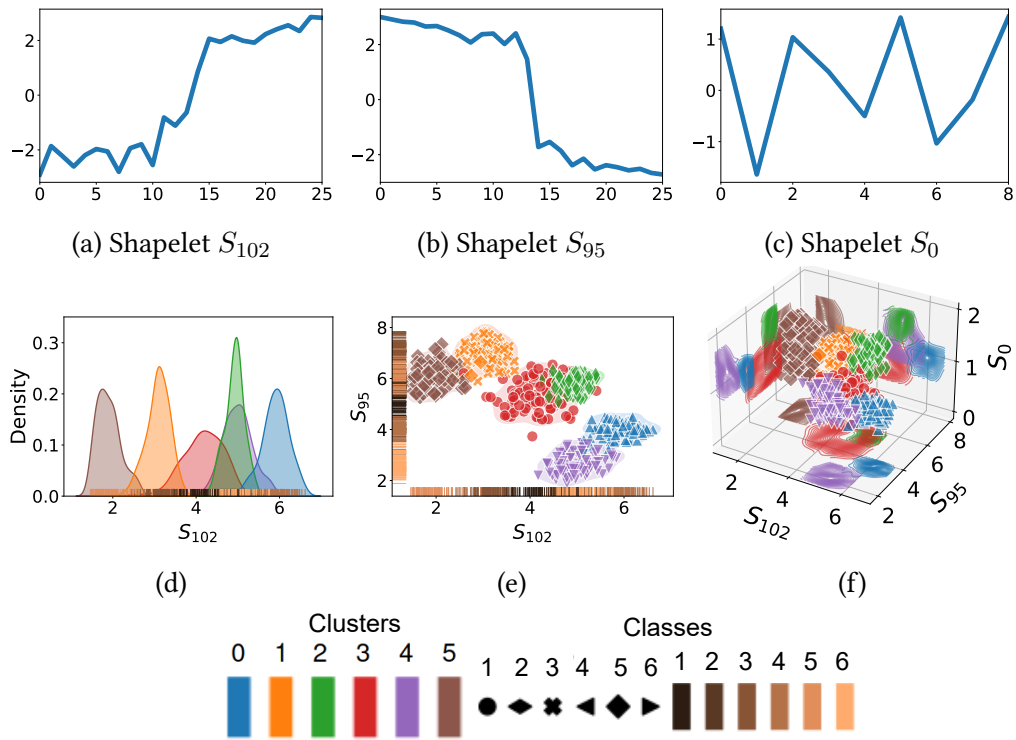 2
0
−2
0 5 10 15 20 25
2
0
−2
0 5 10 15 20 25
1
0
−1
0 2 4 6 8
(a) Shapelet S102
(b) Shapelet S95
(c) Shapelet S0
0.3
0.2
0.1
0.0
Density
2 4 6
S102
8
6
4
2
S95
2 4 6
S102
2
1
0
S0
8
6
4
2
S95
2 4 6
S102
(d)
(e)
(f)
Clusters
0 1 2 3 4 5
Classes
1 2 3 4 5 6 1 2 3 4 5 6